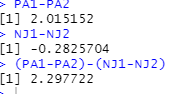 > PA1-PA2
[1] 2.015152
> NJ1-NJ2
[1] -0.2825704
> (PA1-PA2)-(NJ1-NJ2)
[1] 2.297722
>